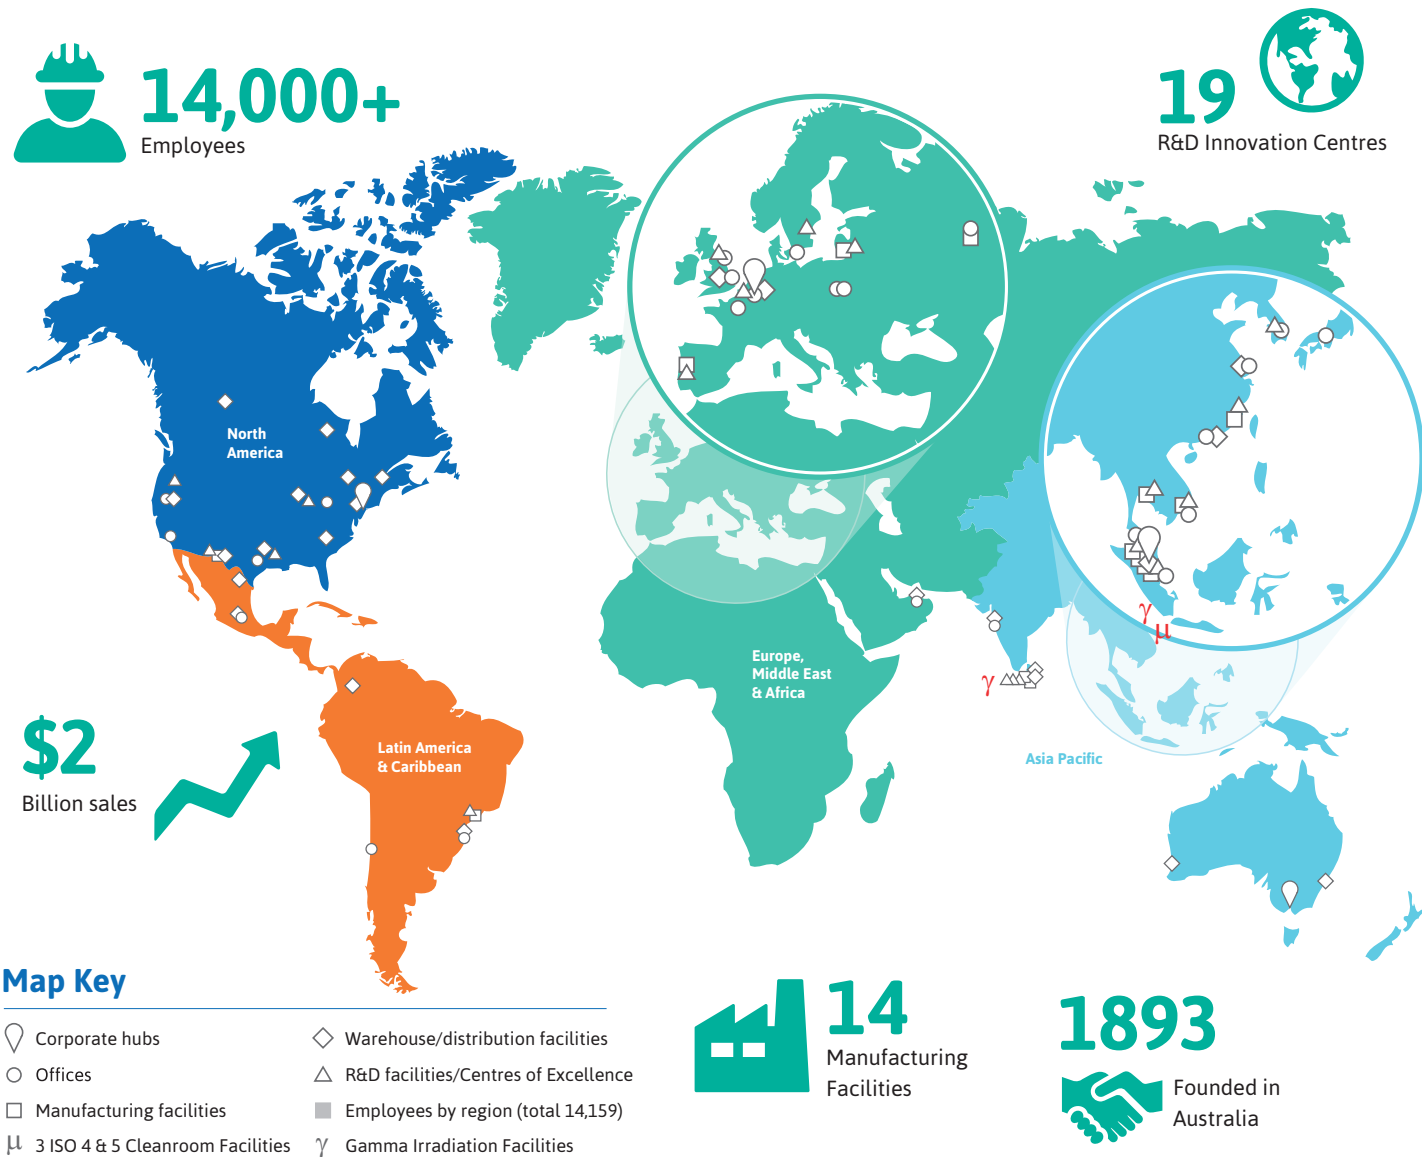 14,000+
Employees
19
R&D Innovation Centres
North
America
Europe,
Middle East
& Africa
γ
μ
γ
Asia Pacific
$2
Billion sales
Latin America
& Caribbean
Map Key
Corporate hubs
Offices
Manufacturing facilities
μ 3 ISO 4 & 5 Cleanroom Facilities
Warehouse/distribution facilities
R&D facilities/Centres of Excellence
Employees by region (total 14,159)
γ Gamma Irradiation Facilities
14
Manufacturing
Facilities
1893
Founded in
Australia